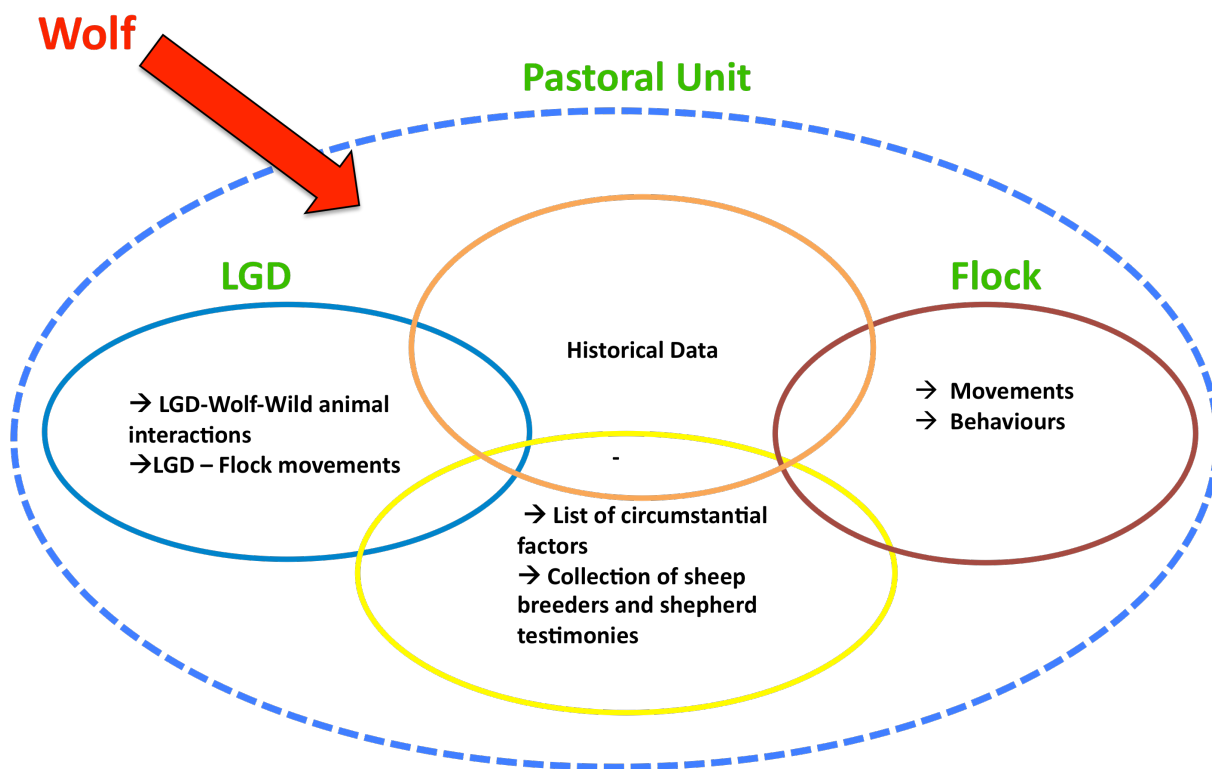 Wolf
Pastoral Unit
LGD
Flock
Historical Data
→ LGD-Wolf-Wild animal
interactions
→LGD – Flock movements
→ Movements
→ Behaviours
-
→ List of circumstantial
factors
→ Collection of sheep
breeders and shepherd
testimonies